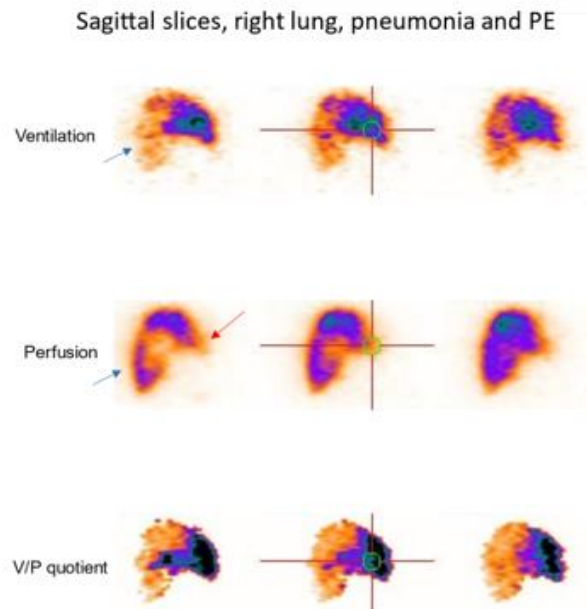 Sagittal slices, right lung, pneumonia and PE
Ventilation
Perfusion
V/P quotient